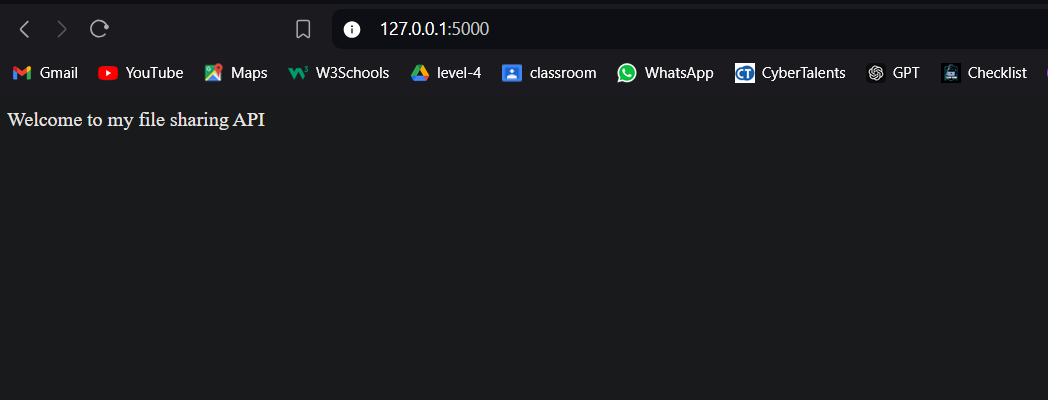 127.0.0.1:5000
Gmail YouTube Maps W3Schools level-4 classroom WhatsApp CyberTalents GPT Checklist
Welcome to my file sharing API